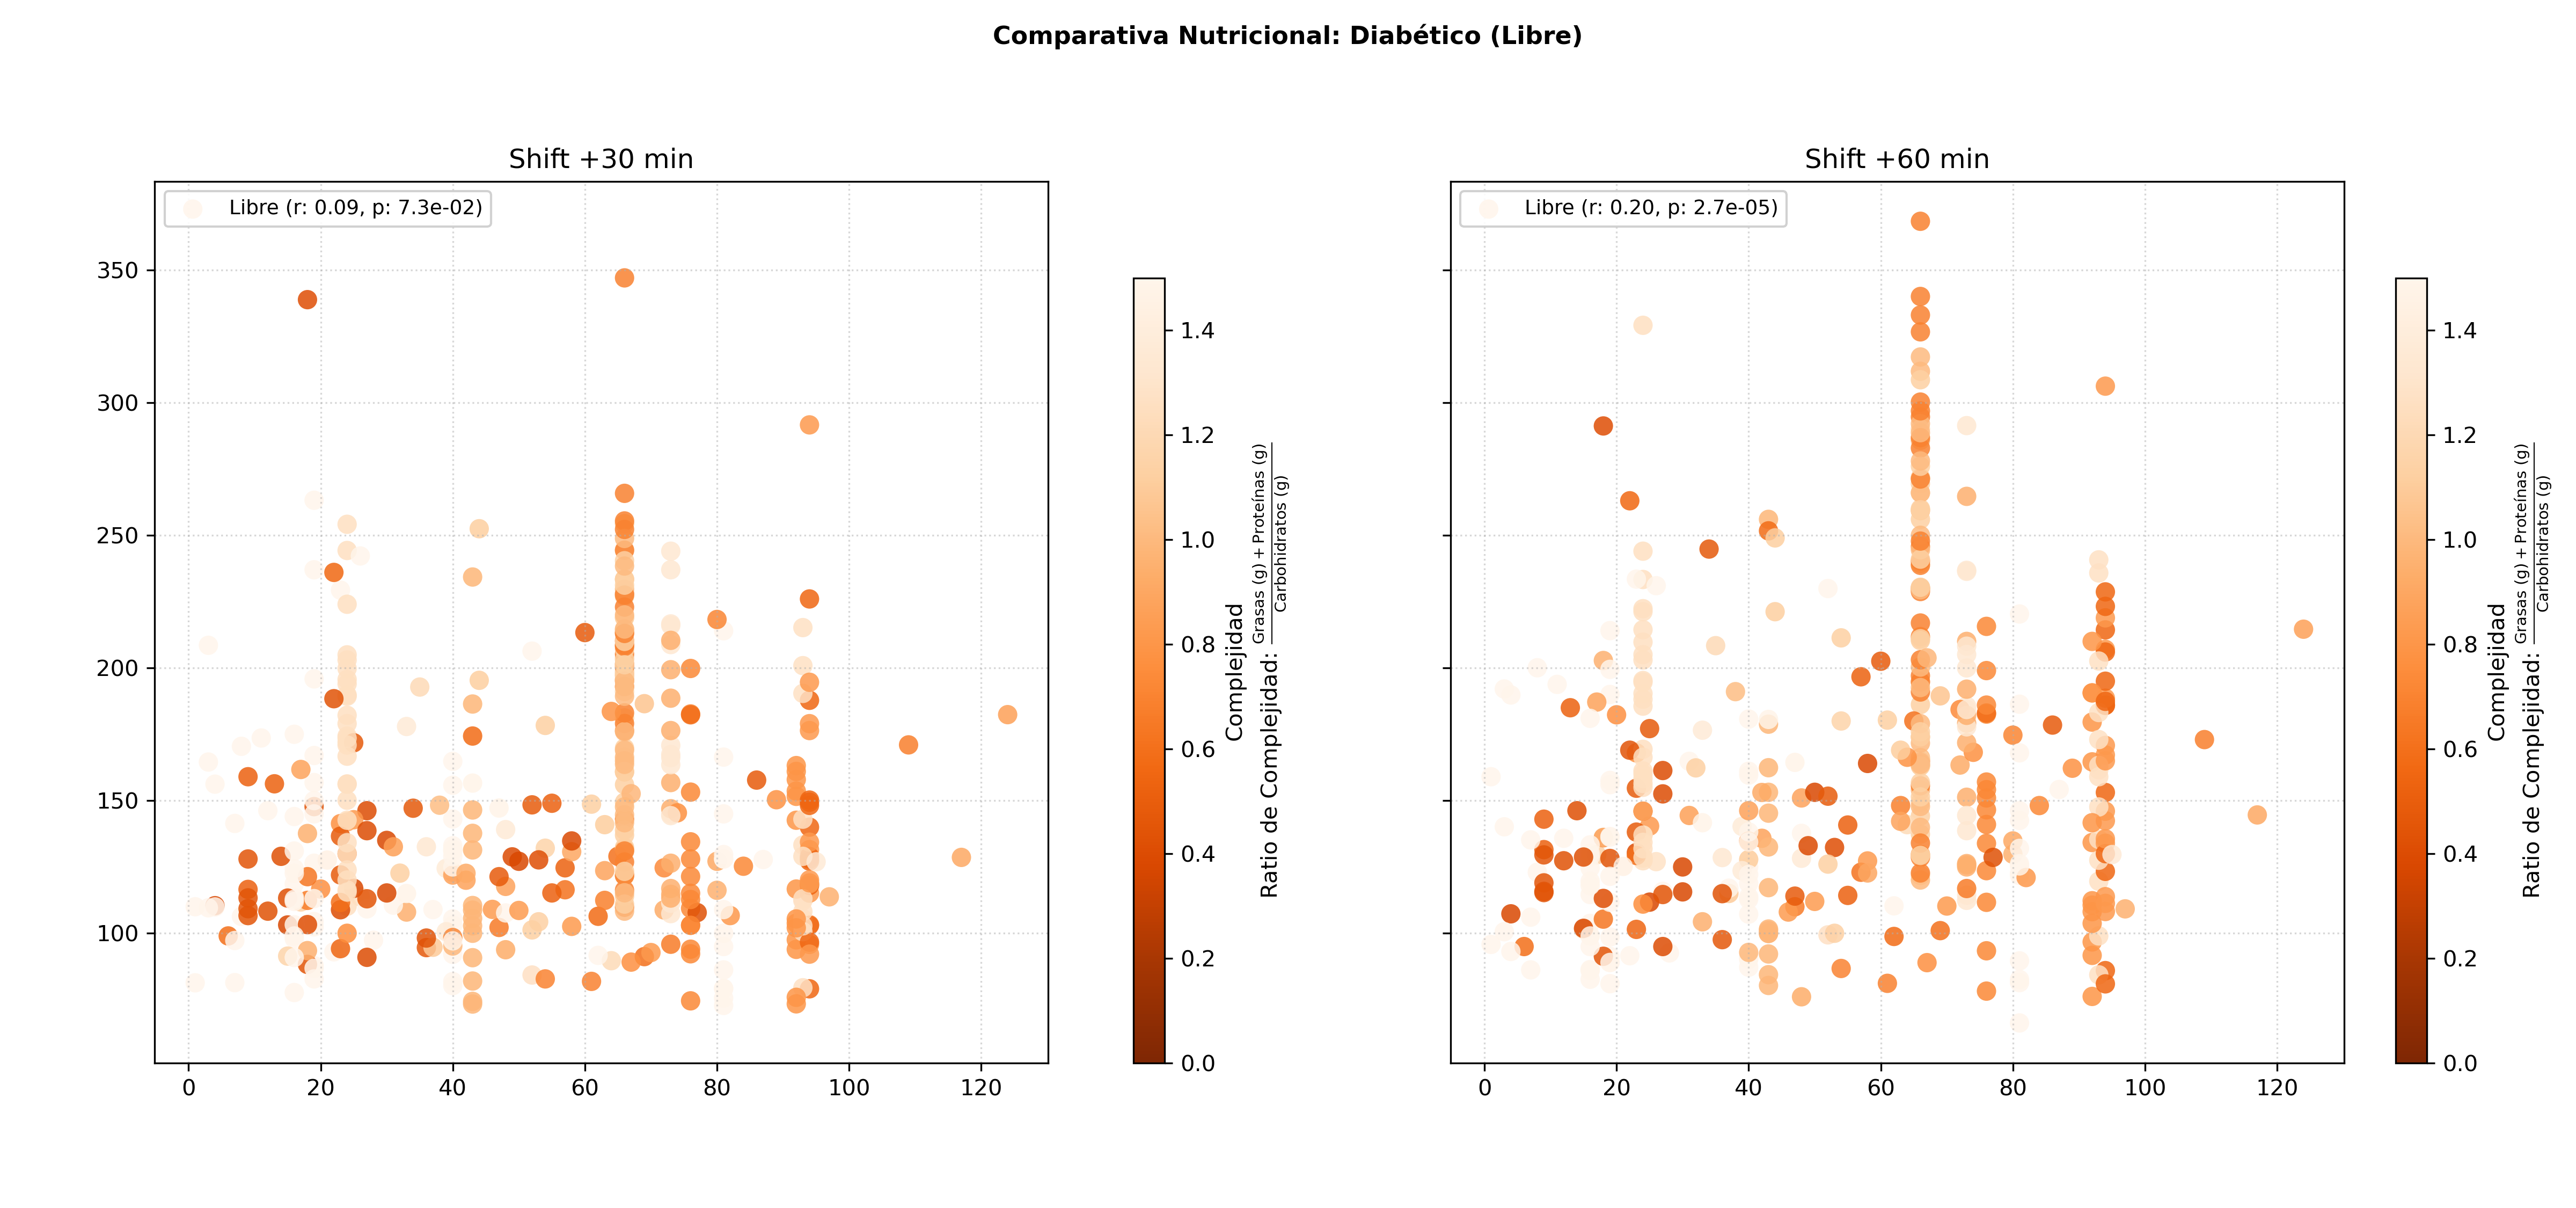 Comparativa Nutricional: Diabético (Libre)
Shift +30 min
Libre (r: 0.09, p: 7.3e-02)
350
300
250
200
150
100
0 20 40 60 80 100 120
1.4
1.2
1.0
0.8
0.6
0.4
0.2
0.0
Complejidad
Ratio de Complejidad: Grasas (g) + Proteínas (g)
Carbohidratos (g)
Shift +60 min
Libre (r: 0.20, p: 2.7e-05)
0 20 40 60 80 100 120
1.4
1.2
1.0
0.8
0.6
0.4
0.2
0.0
Complejidad
Ratio de Complejidad: Grasas (g) + Proteínas (g)
Carbohidratos (g)